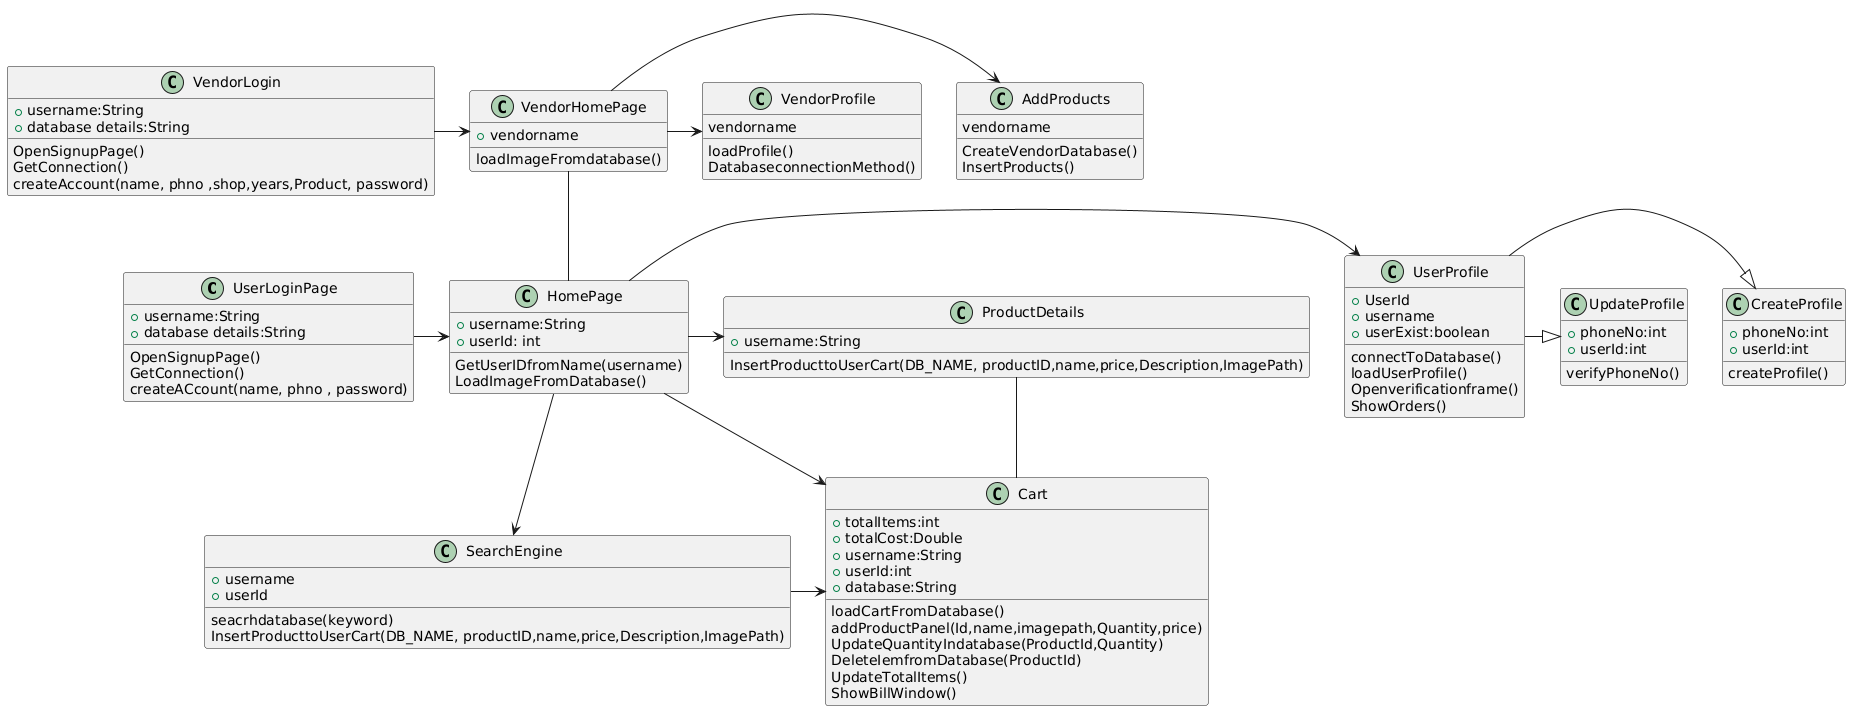 VendorLogin
username:String
database details:String
OpenSignupPage()
GetConnection()
createAccount(name, phno ,shop,years,Product, password)
VendorHomePage
vendorname
loadImageFromdatabase()
VendorProfile
vendorname
loadProfile()
DatabaseconnectionMethod()
AddProducts
vendorname
CreateVendorDatabase()
InsertProducts()
UserLoginPage
username:String
database details:String
OpenSignupPage()
GetConnection()
createACcount(name, phno , password)
HomePage
username:String
userId: int
GetUserIDfromName(username)
LoadImageFromDatabase()
ProductDetails
username:String
InsertProducttoUserCart(DB_NAME, productID,name,price,Description,ImagePath)
UserProfile
UserId
username
userExist:boolean
connectToDatabase()
loadUserProfile()
Openverificationframe()
ShowOrders()
UpdateProfile
phoneNo:int
userId:int
verifyPhoneNo()
CreateProfile
phoneNo:int
userId:int
createProfile()
SearchEngine
username
userId
seacrhdatabase(keyword)
InsertProducttoUserCart(DB_NAME, productID,name,price,Description,ImagePath)
Cart
totalItems:int
totalCost:Double
username:String
userId:int
database:String
loadCartFromDatabase()
addProductPanel(Id,name,imagepath,Quantity,price)
UpdateQuantityIndatabase(ProductId,Quantity)
DeleteIemfromDatabase(ProductId)
UpdateTotalItems()
ShowBillWindow()